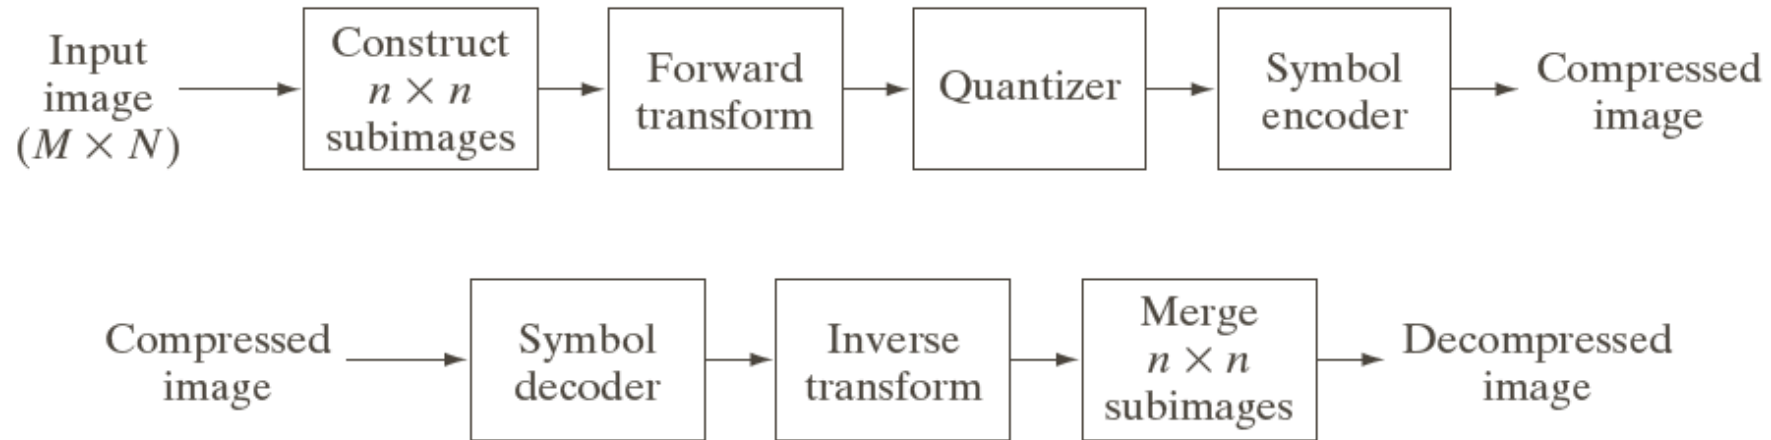 Input
image
(M × N)
Construct
n × n
subimages
Forward
transform
Quantizer
Symbol
encoder
Compressed
image
Compressed
image
Symbol
decoder
Inverse
transform
Merge
n × n
subimages
Decompressed
image